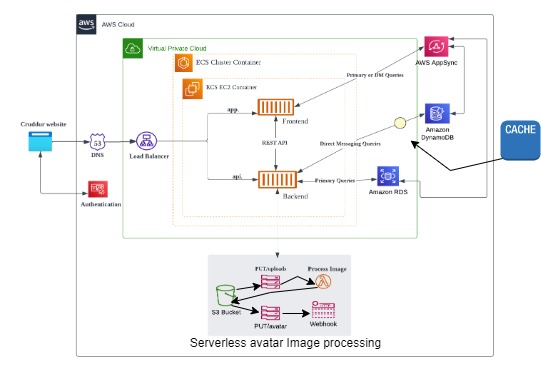 aws
AWS Cloud
Virtual Private Cloud
ECS Cluster Container
AWS AppSync
Primary or DM Queries
app.
Frontend
Amazon
DynamoDB
CACHE
Cruddur website
53
DNS
Load Balancer
REST API
Direct Messaging Queries
api.
Primary Queries
Backend
Amazon RDS
Authentication
EC2 Container
PUT/uploads
Process Image
S3 Bucket
PUT/avatar
Webhook
Serverless avatar Image processing